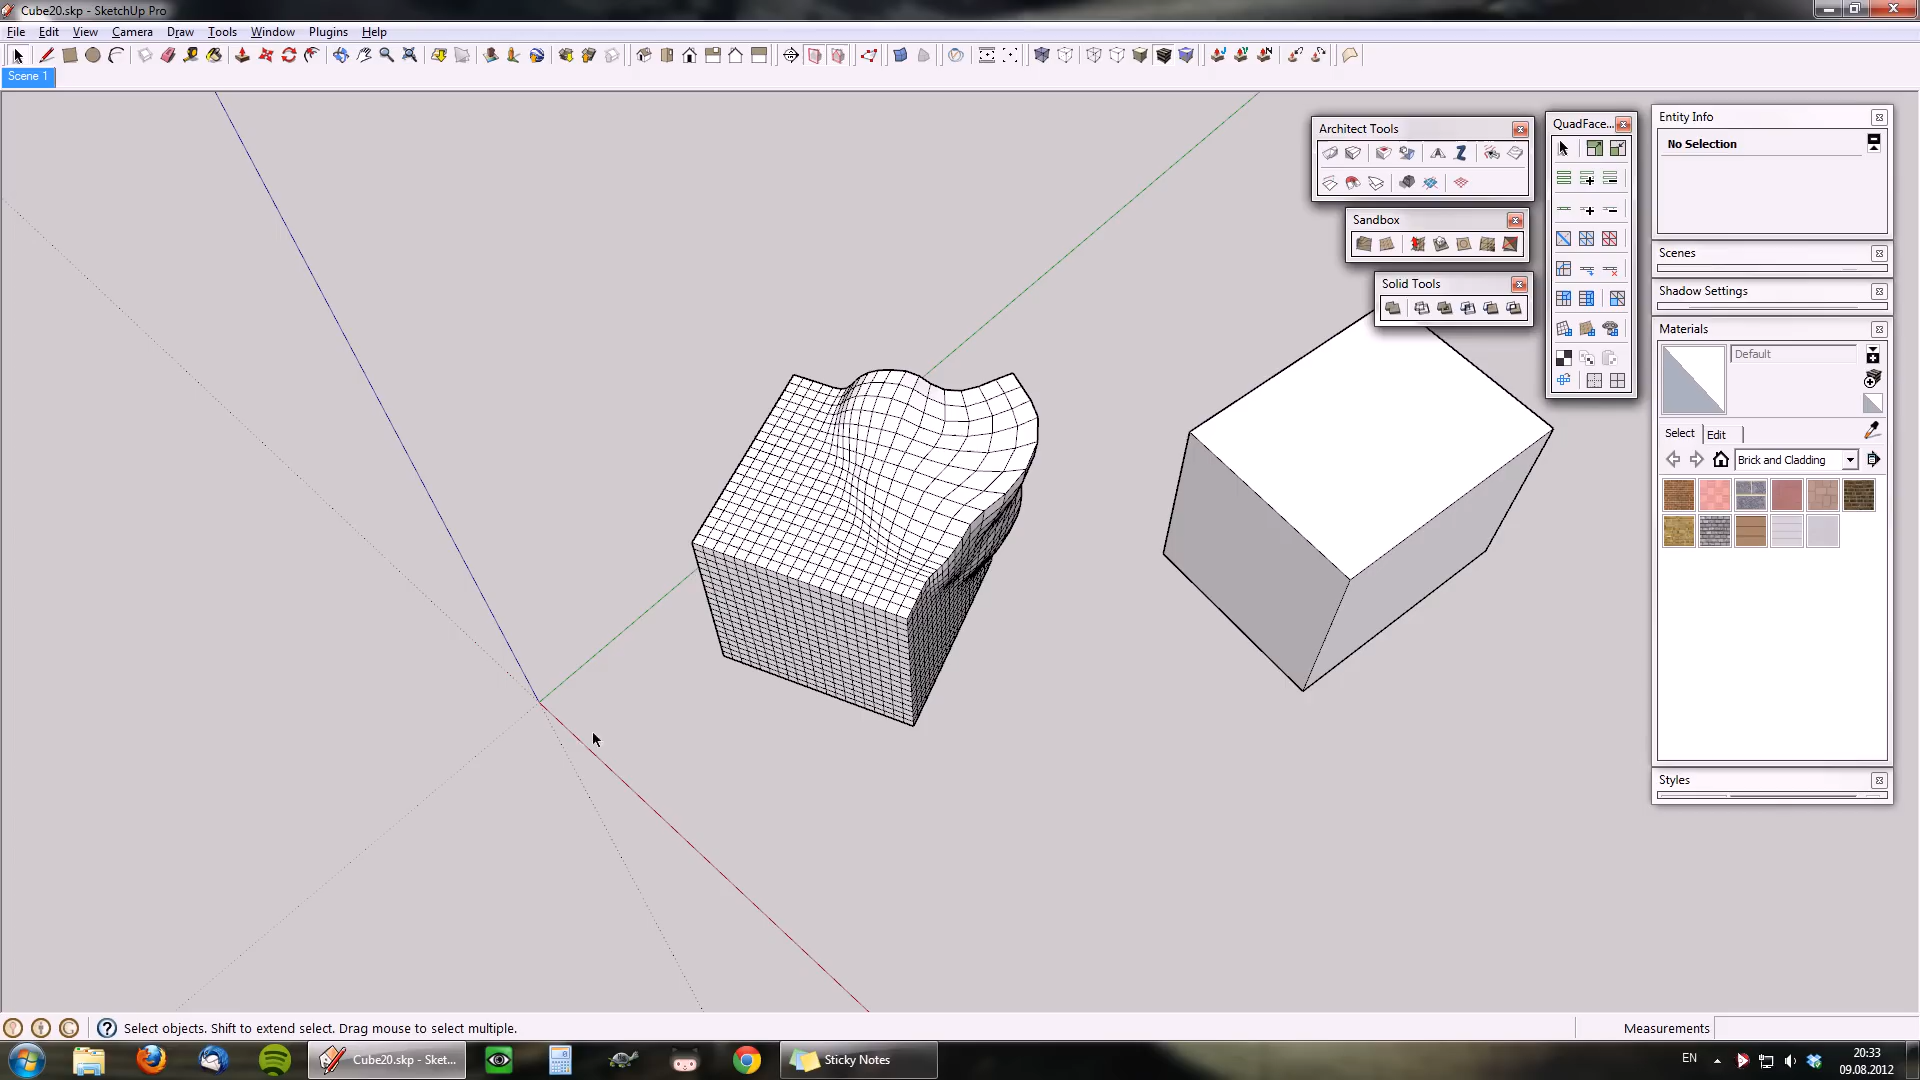 Cube20.skp - SketchUp Pro
File Edit View Camera Draw Tools Window Plugins Help
Scene 1
Architect Tools
QuadFace...
Sandbox
Solid Tools
Entity Info
No Selection
Scenes
Shadow Settings
Materials
Default
Select Edit
Brick and Cladding
Styles
Select objects. Shift to extend select. Drag mouse to select multiple.
Measurements
Cube20.skp - Sket...
Sticky Notes
EN
20:33
09.08.2012